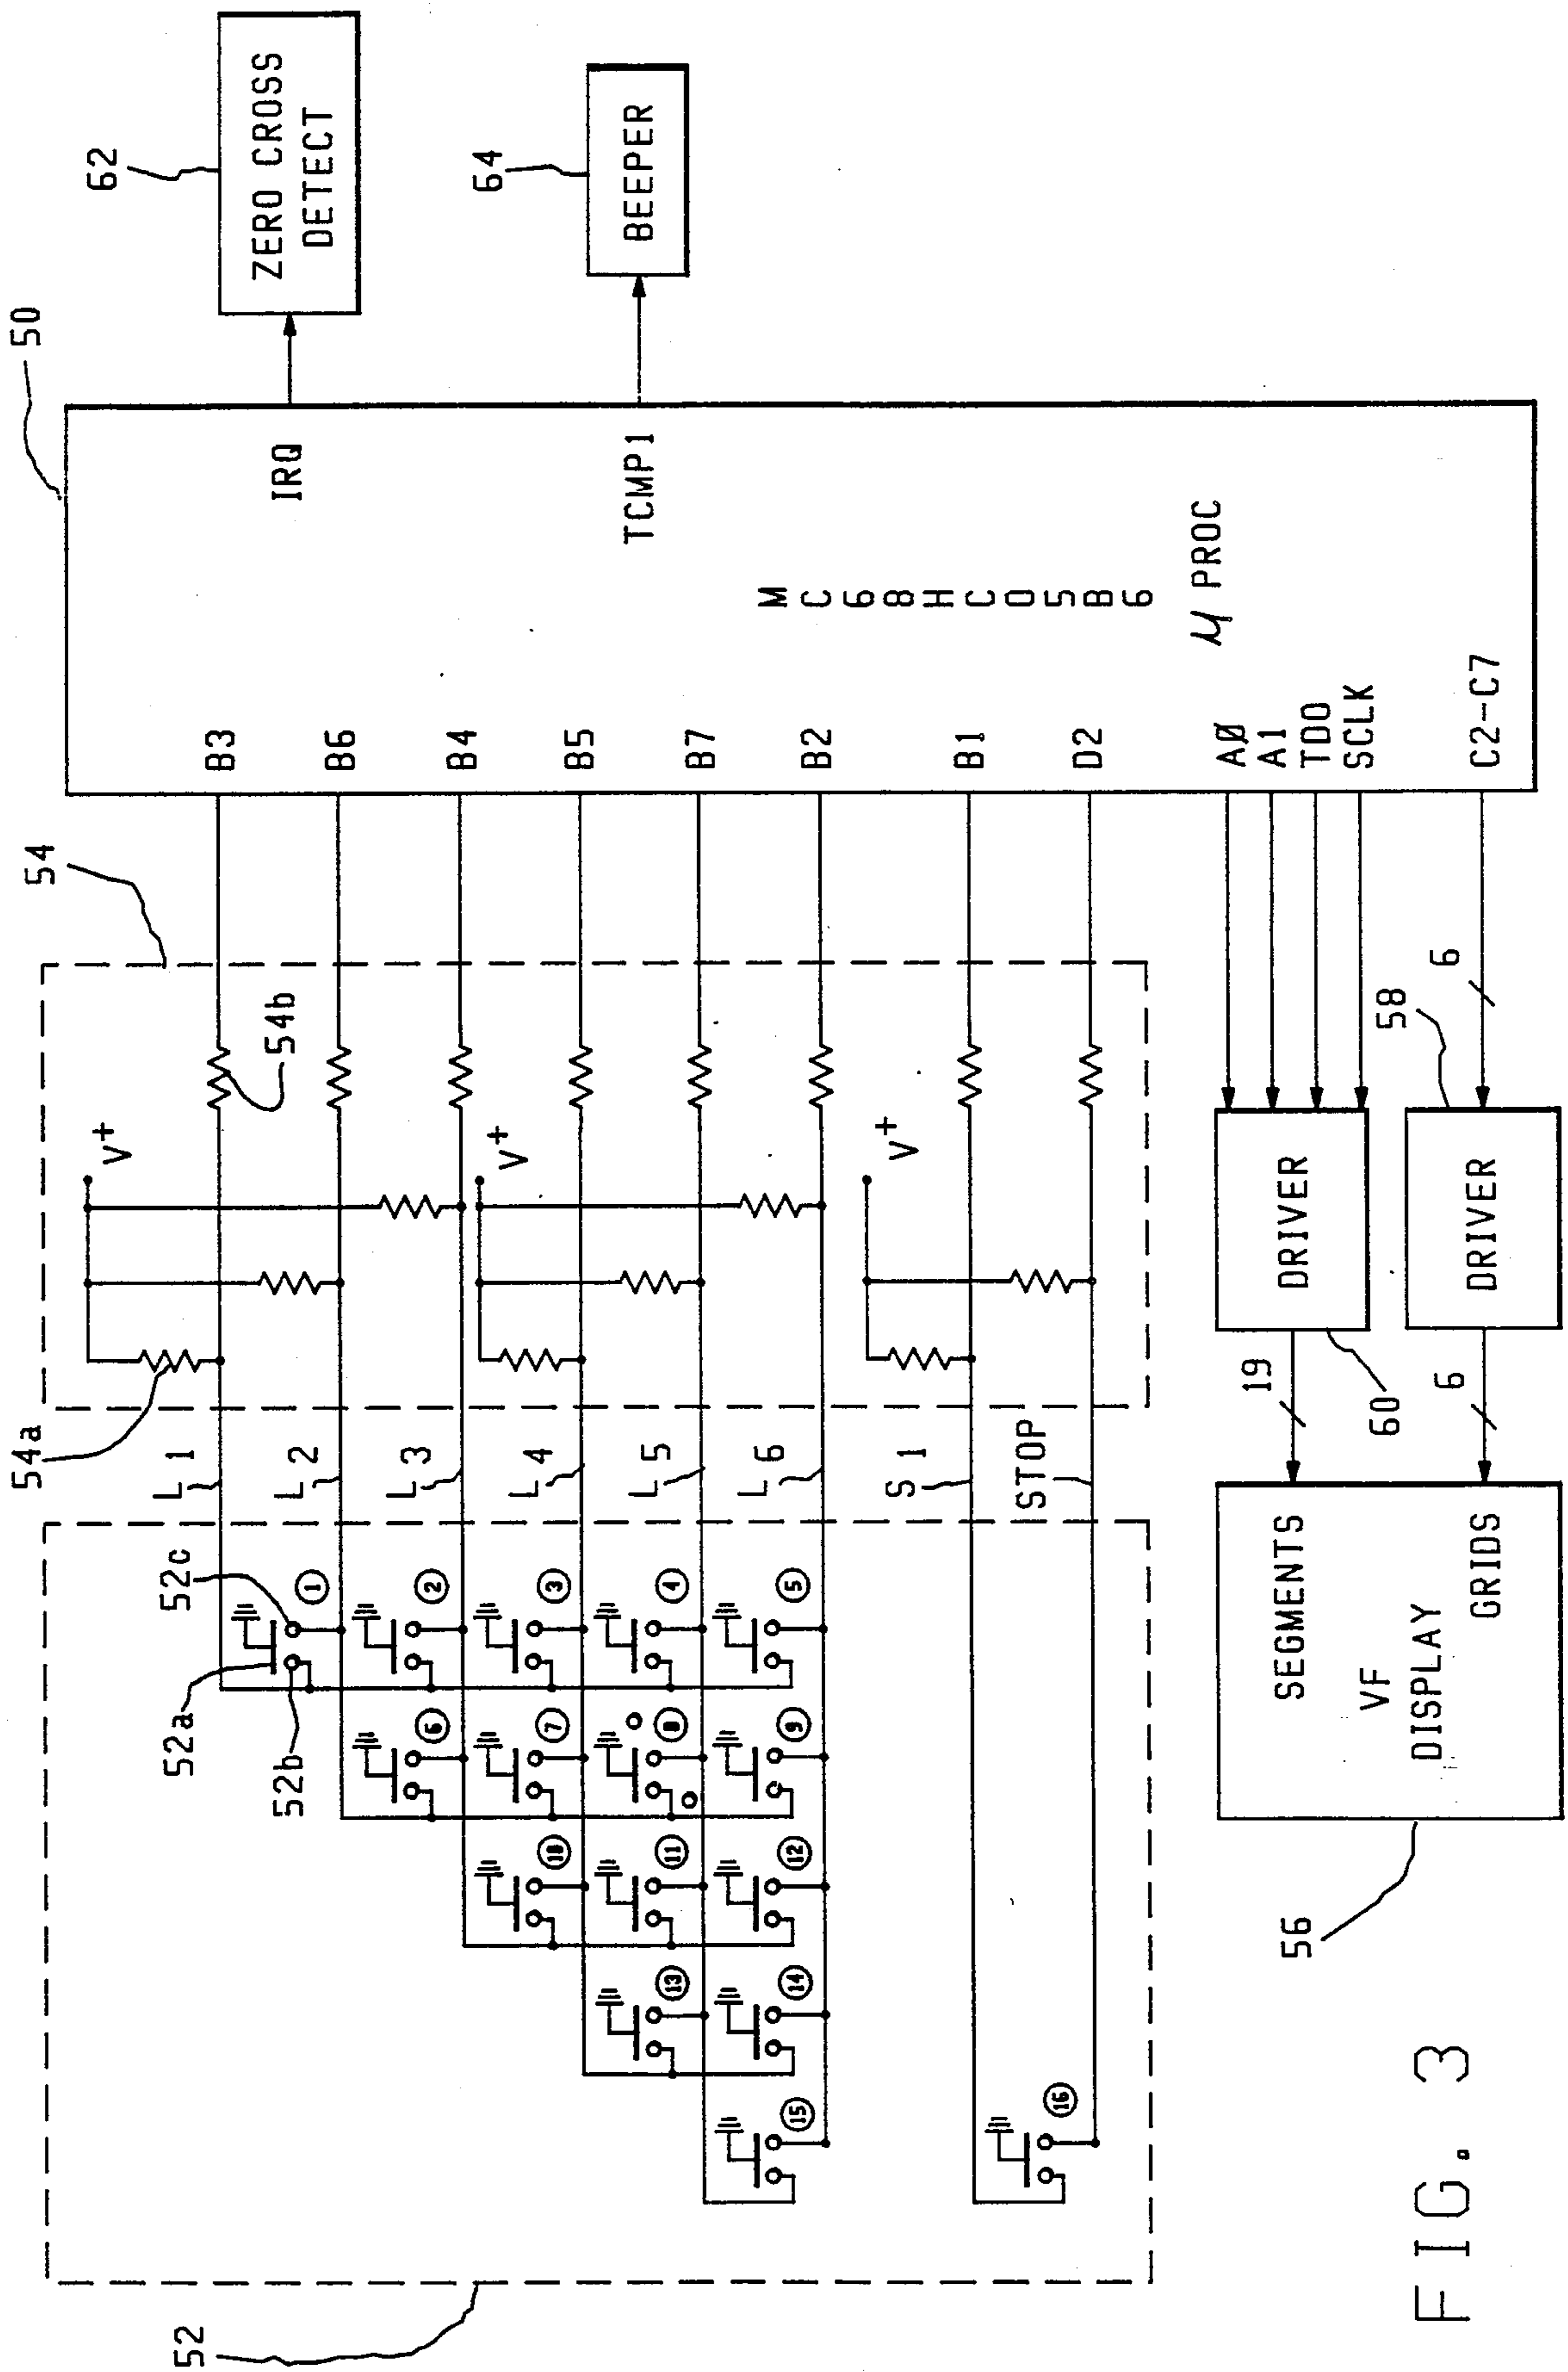 50
62
ZERO CROSS
DETECT
64
BEEPER
IRQ
TCMP1
MC68HC05B6
μ PROC
B3
B6
B4
B5
B7
B2
B1
D2
AØ
A1
TDO
SCLK
C2-C7
54
54b
54a
V+
V+
V+
L1
L2
L3
L4
L5
L6
S1
STOP
52c
52a
52b
1
2
3
4
5
6
7
8
9
10
11
12
13
14
15
16
52
6
58
DRIVER
DRIVER
19
60
6
SEGMENTS
VF
DISPLAY
GRIDS
56
FIG. 3